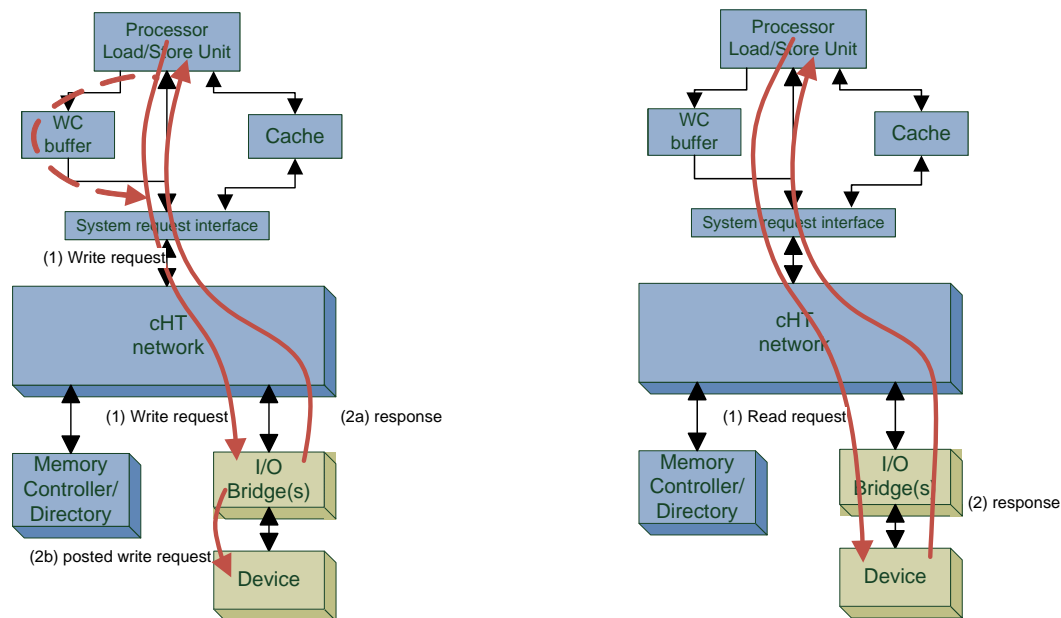 Processor
Load/Store Unit
WC
buffer
Cache
System request interface
(1) Write request
cHT
network
(1) Write request
(2a) response
Memory
Controller/
Directory
I/O
Bridge(s)
(2b) posted write request
Device
Processor
Load/Store Unit
WC
buffer
Cache
System request interface
cHT
network
(1) Read request
Memory
Controller/
Directory
I/O
Bridge(s)
(2) response
Device